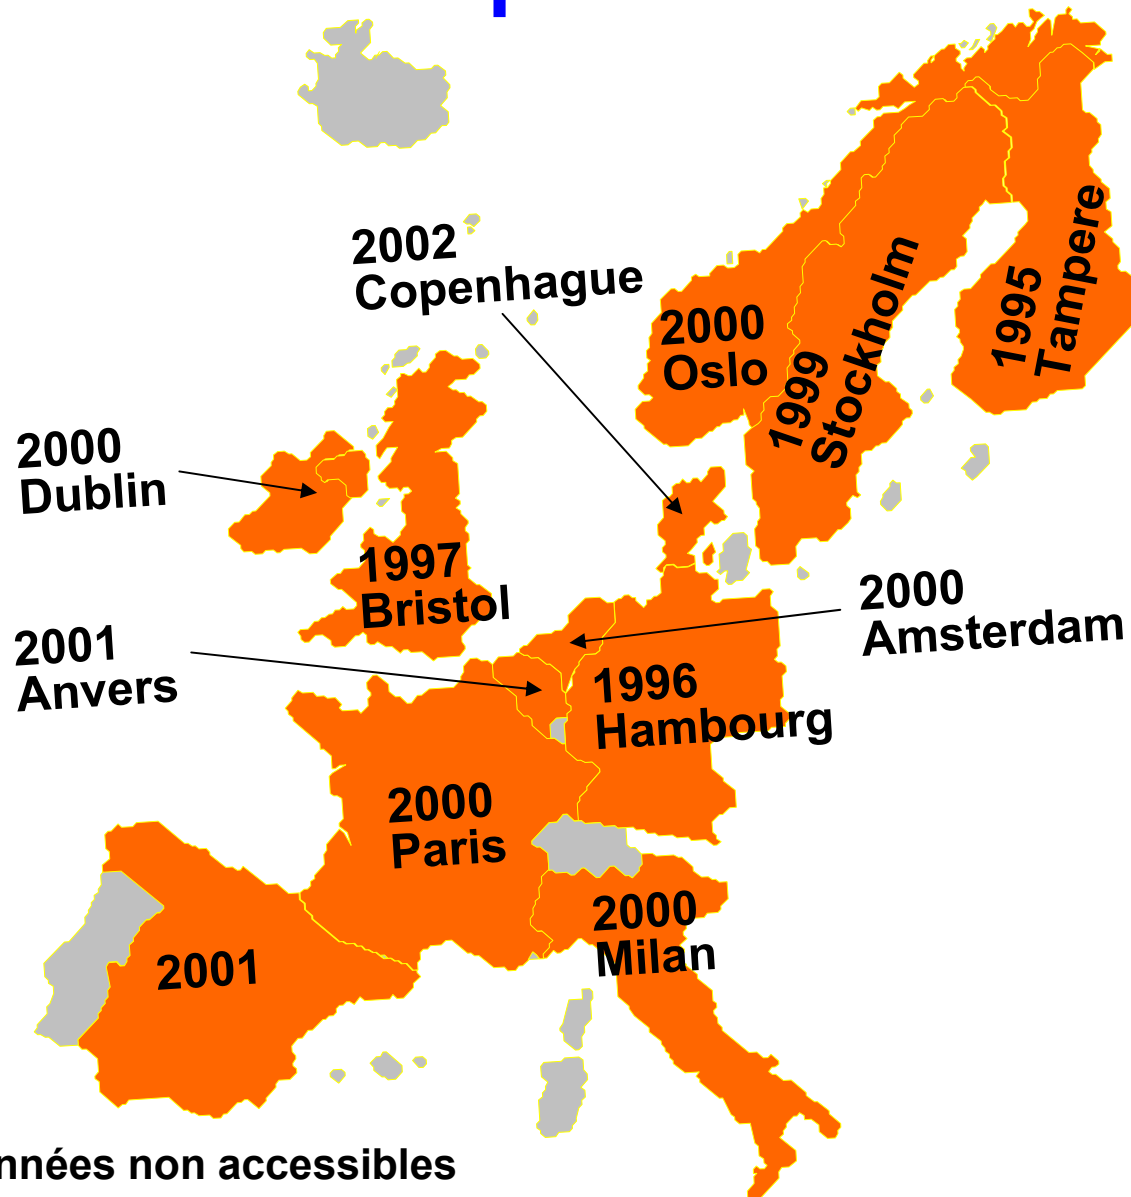 2002
Copenhague
2000
Oslo
1999
Stockholm
1995
Tampere
2000
Dublin
1997
Bristol
2000
Amsterdam
2001
Anvers
1996
Hambourg
2000
Paris
2000
Milan
2001
nnées non accessibles